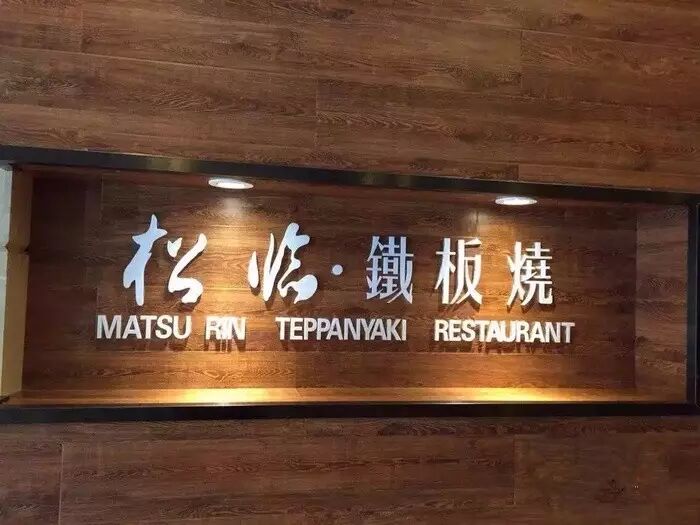 松临·鐵板燒
MATSU RIN TEPPANYAKI RESTAURANT